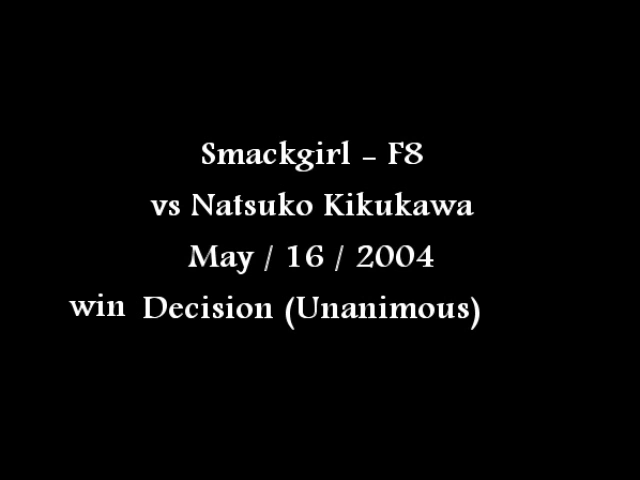 Smackgirl - F8
vs Natsuko Kikukawa
May / 16 / 2004
win Decision (Unanimous)